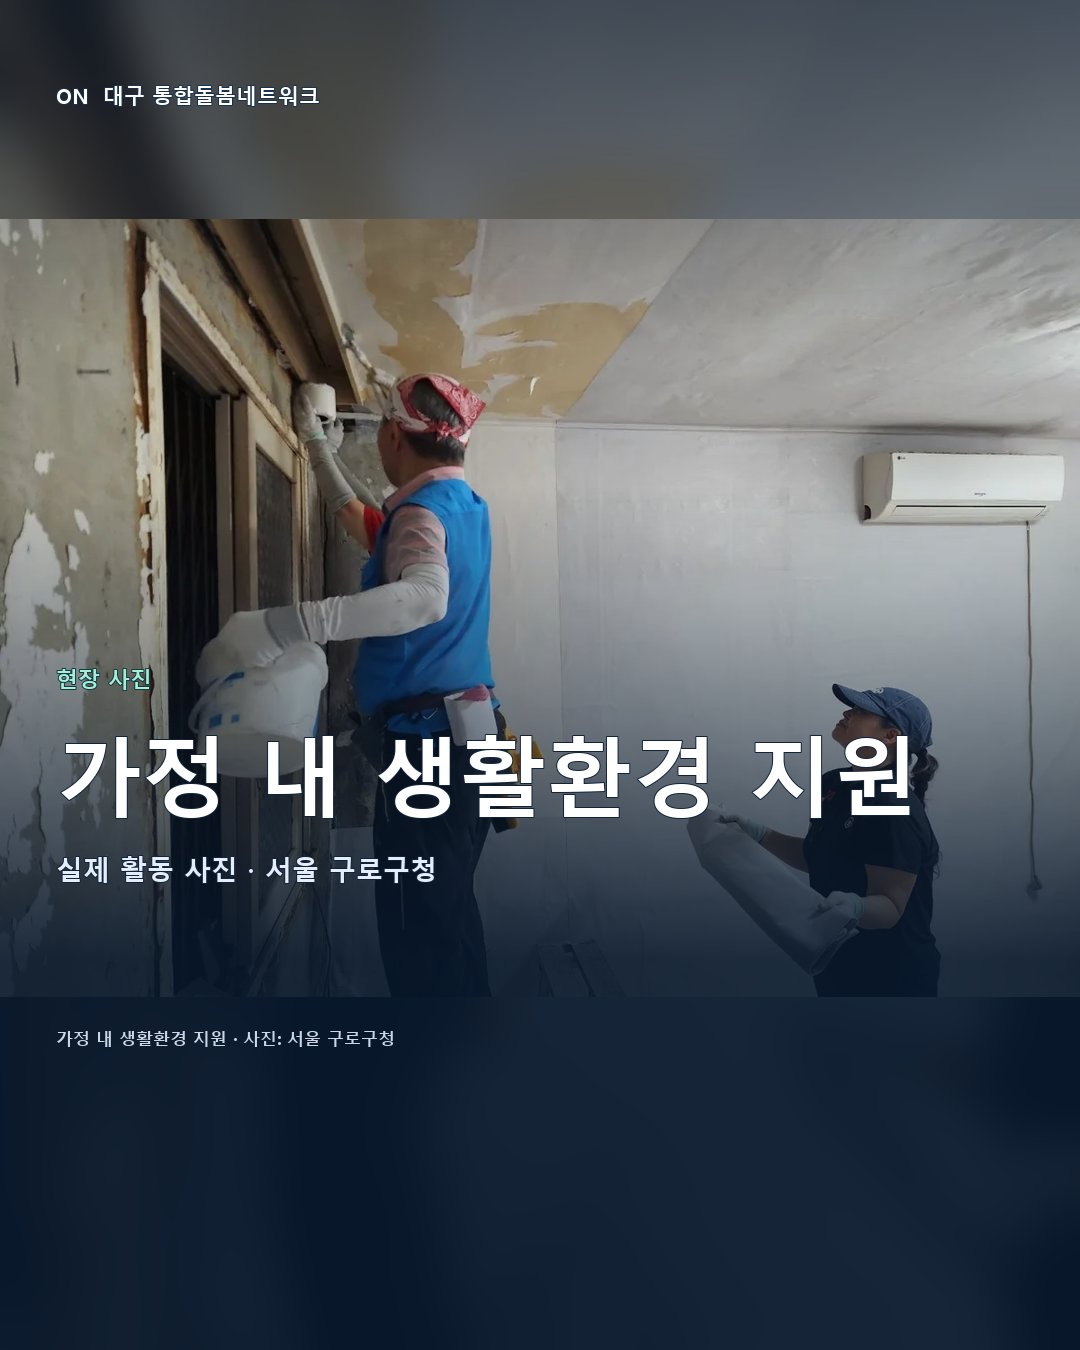 ON 대구 통합돌봄네트워크
현장 사진
가정 내 생활환경 지원
실제 활동 사진 · 서울 구로구청
가정 내 생활환경 지원 · 사진: 서울 구로구청